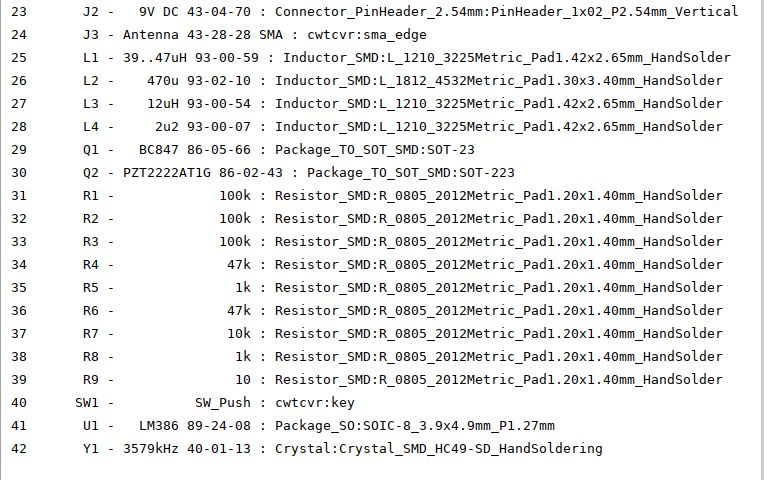 23 J2 - 9V DC 43-04-70 : Connector_PinHeader_2.54mm:PinHeader_1x02_P2.54mm_Vertical
24 J3 - Antenna 43-28-28 SMA : cwtcvr:sma_edge
25 L1 - 39..47uH 93-00-59 : Inductor_SMD:L_1210_3225Metric_Pad1.42x2.65mm_HandSolder
26 L2 - 470u 93-02-10 : Inductor_SMD:L_1812_4532Metric_Pad1.30x3.40mm_HandSolder
27 L3 - 12uH 93-00-54 : Inductor_SMD:L_1210_3225Metric_Pad1.42x2.65mm_HandSolder
28 L4 - 2u2 93-00-07 : Inductor_SMD:L_1210_3225Metric_Pad1.42x2.65mm_HandSolder
29 Q1 - BC847 86-05-66 : Package_TO_SOT_SMD:SOT-23
30 Q2 - PZT2222AT1G 86-02-43 : Package_TO_SOT_SMD:SOT-223
31 R1 - 100k : Resistor_SMD:R_0805_2012Metric_Pad1.20x1.40mm_HandSolder
32 R2 - 100k : Resistor_SMD:R_0805_2012Metric_Pad1.20x1.40mm_HandSolder
33 R3 - 100k : Resistor_SMD:R_0805_2012Metric_Pad1.20x1.40mm_HandSolder
34 R4 - 47k : Resistor_SMD:R_0805_2012Metric_Pad1.20x1.40mm_HandSolder
35 R5 - 1k : Resistor_SMD:R_0805_2012Metric_Pad1.20x1.40mm_HandSolder
36 R6 - 47k : Resistor_SMD:R_0805_2012Metric_Pad1.20x1.40mm_HandSolder
37 R7 - 10k : Resistor_SMD:R_0805_2012Metric_Pad1.20x1.40mm_HandSolder
38 R8 - 1k : Resistor_SMD:R_0805_2012Metric_Pad1.20x1.40mm_HandSolder
39 R9 - 10 : Resistor_SMD:R_0805_2012Metric_Pad1.20x1.40mm_HandSolder
40 SW1 - SW_Push : cwtcvr:key
41 U1 - LM386 89-24-08 : Package_SO:SOIC-8_3.9x4.9mm_P1.27mm
42 Y1 - 3579kHz 40-01-13 : Crystal:Crystal_SMD_HC49-SD_HandSoldering